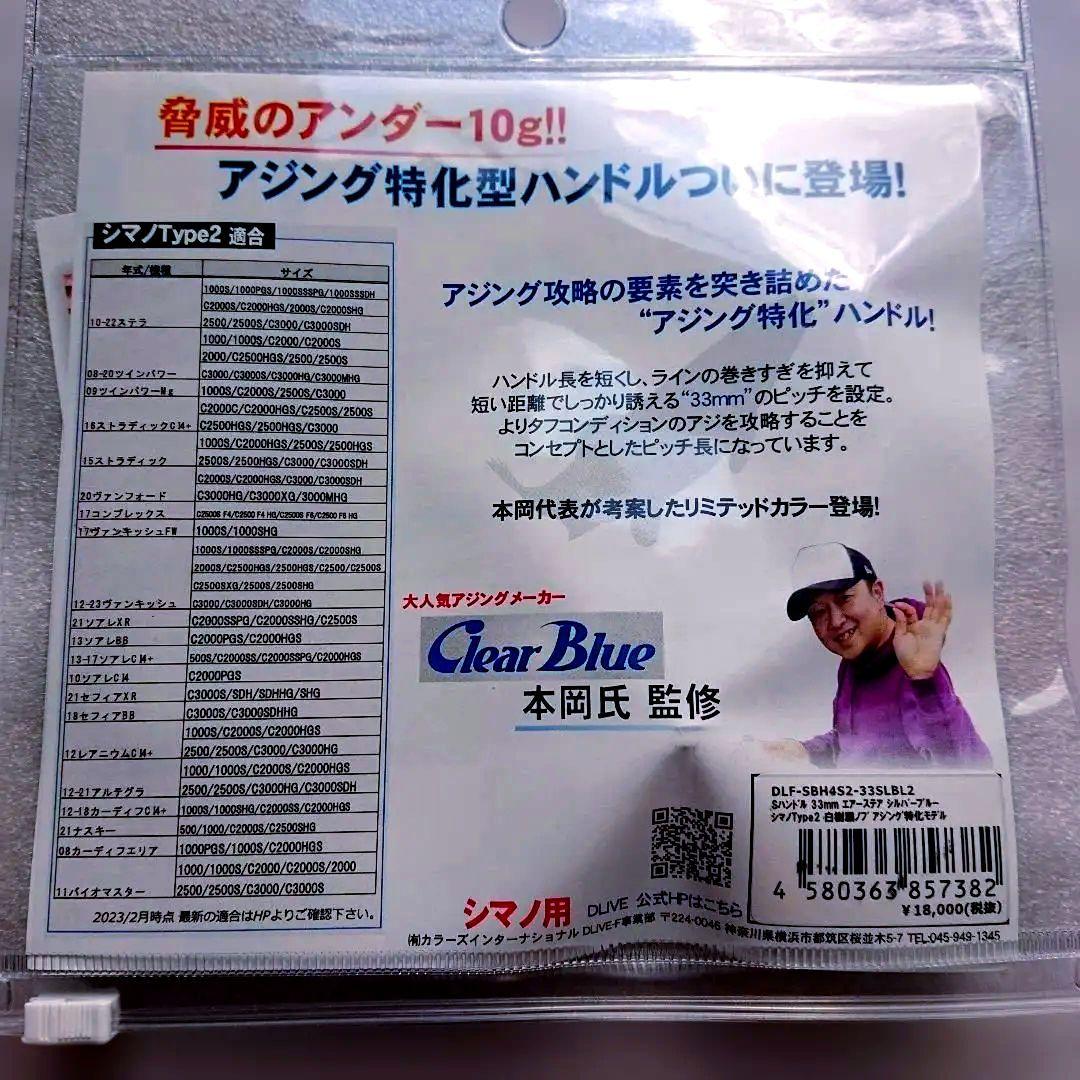 脅威のアンダー10g!!
アジング特化型ハンドルついに登場!
シマノType2 適合
年式/機種 サイズ
1000S/1000PGS/1000SSSPG/1000SSSDH
C2000S/C2000HGS/2000S/C2000SHG
10-22ステラ 2500/2500S/C3000/C3000SDH
1000/1000S/C2000/C2000S
2000/C2500HGS/2500/2500S
08-20ツインパワー C3000/C3000S/C3000HG/C3000MHG
09ツインパワーMg 1000S/C2000S/2500S/C3000
C2000C/C2000HGS/C2500S/2500S
16ストラディックCI4+ C2500HGS/2500HGS/C3000
1000S/C2000HGS/2500S/2500HGS
15ストラディック 2500S/2500HGS/C3000/C3000SDH
C2000S/C2000HGS/C3000/C3000SDH
20ヴァンフォード C3000HG/C3000XG/3000MHG
17コンプレックス C2500S F4/C2500 F4 HG/C2500S F6/C2500 F6 HG
17ヴァンキッシュFW 1000S/1000SHG
1000S/1000SSSPG/C2000S/C2000SHG
2000S/C2500HGS/2500HGS/C2500/C2500S
C2500SXG/2500S/2500SHG
12-23ヴァンキッシュ C3000/C3000SDH/C3000HG
21ソアレXR C2000SSPG/C2000SSHG/C2500S
13ソアレBB C2000PGS/C2000HGS
13-17ソアレCI4+ 500S/C2000SS/C2000SSPG/C2000HGS
10ソアレCI4 C2000PGS
21セフィアXR C3000S/SDH/SDHHG/SHG
18セフィアBB C3000S/C3000SDHHG
1000S/C2000S/C2000HGS
12レアニウムCI4+ 2500/2500S/C3000/C3000HG
1000/1000S/C2000S/C2000HGS
12-21アルテグラ 2500/2500S/C3000HG/C3000SDH
12-18カーディフCI4+ 1000S/1000SHG/C2000SS/C2000HGS
21ナスキー 500/1000/C2000S/C2500SHG
08カーディフエリア 1000PGS/1000S/C2000HGS
1000/1000S/C2000/C2000S/2000
11バイオマスター 2500/2500S/C3000/C3000S
2023/2月時点 最新の適合はHPよりご確認下さい。
アジング攻略の要素を突き詰めた
“アジング特化”ハンドル!
ハンドル長を短くし、ラインの巻きすぎを抑えて
短い距離でしっかり誘える“33mm”のピッチを設定。
よりタフコンディションのアジを攻略することを
コンセプトとしたピッチ長になっています。
本岡代表が考案したリミテッドカラー登場!
大人気アジングメーカー
Clear Blue
本岡氏 監修
DLF-SBH4S2-33SLBL2
Sハンドル 33mm エアーステア シルバーブルー
シマノType2 白樹脂ノブ アジング特化モデル
4 580363 857382
¥18,000(税抜)
シマノ用 DLIVE 公式HPはこちら
㈲カラーズインターナショナル DLIVE-F事業部 〒224-0046 神奈川県横浜市都筑区桜並木5-7 TEL:045-949-1345